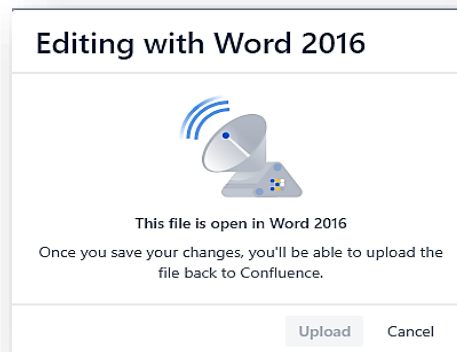 Editing with Word 2016
This file is open in Word 2016
Once you save your changes, you'll be able to upload the
file back to Confluence.
Upload Cancel